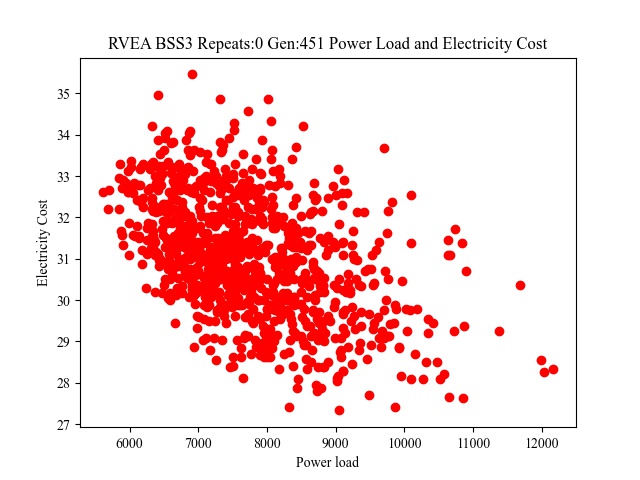 RVEA BSS3 Repeats:0 Gen:451 Power Load and Electricity Cost
35
34
33
32
31
30
29
28
27
Electricity Cost
6000 7000 8000 9000 10000 11000 12000
Power load